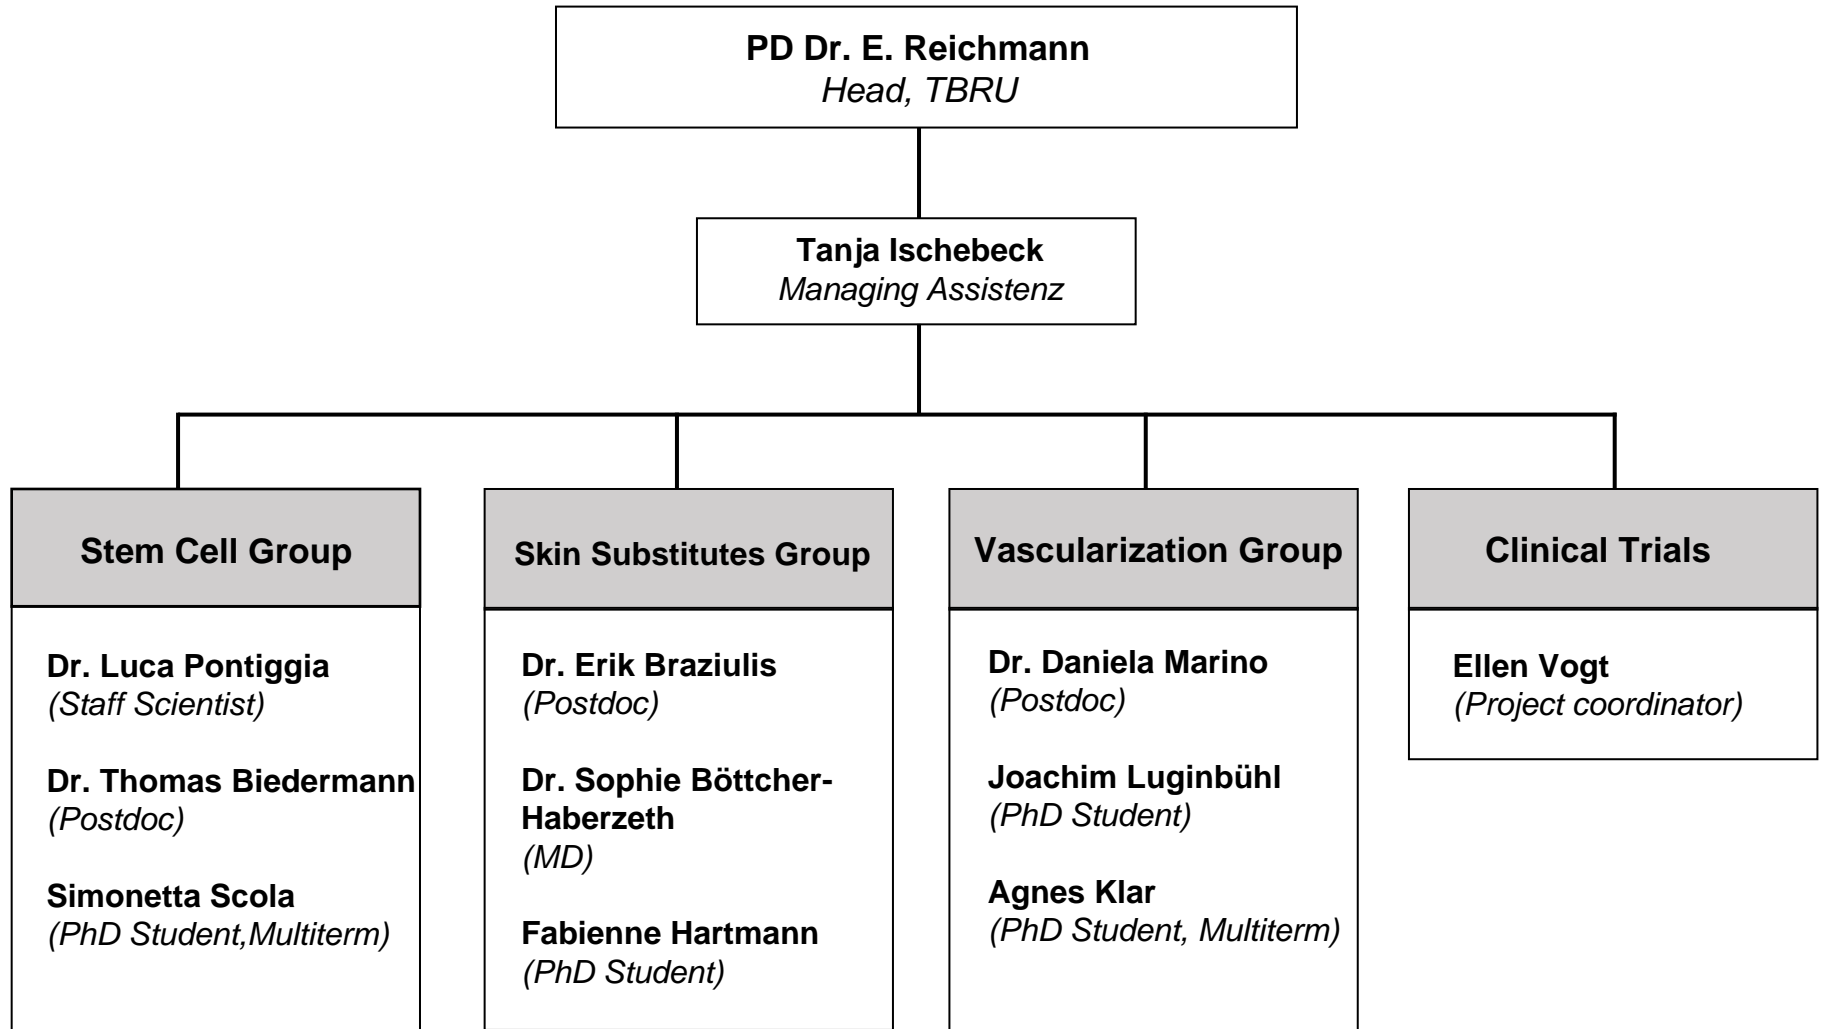 PD Dr. E. Reichmann
Head, TBRU
Tanja Ischebeck
Managing Assistenz
Stem Cell Group
Dr. Luca Pontiggia
(Staff Scientist)
Dr. Thomas Biedermann
(Postdoc)
Simonetta Scola
(PhD Student,Multiterm)
Skin Substitutes Group
Dr. Erik Braziulis
(Postdoc)
Dr. Sophie Böttcher-
Haberzeth
(MD)
Fabienne Hartmann
(PhD Student)
Vascularization Group
Dr. Daniela Marino
(Postdoc)
Joachim Luginbühl
(PhD Student)
Agnes Klar
(PhD Student, Multiterm)
Clinical Trials
Ellen Vogt
(Project coordinator)